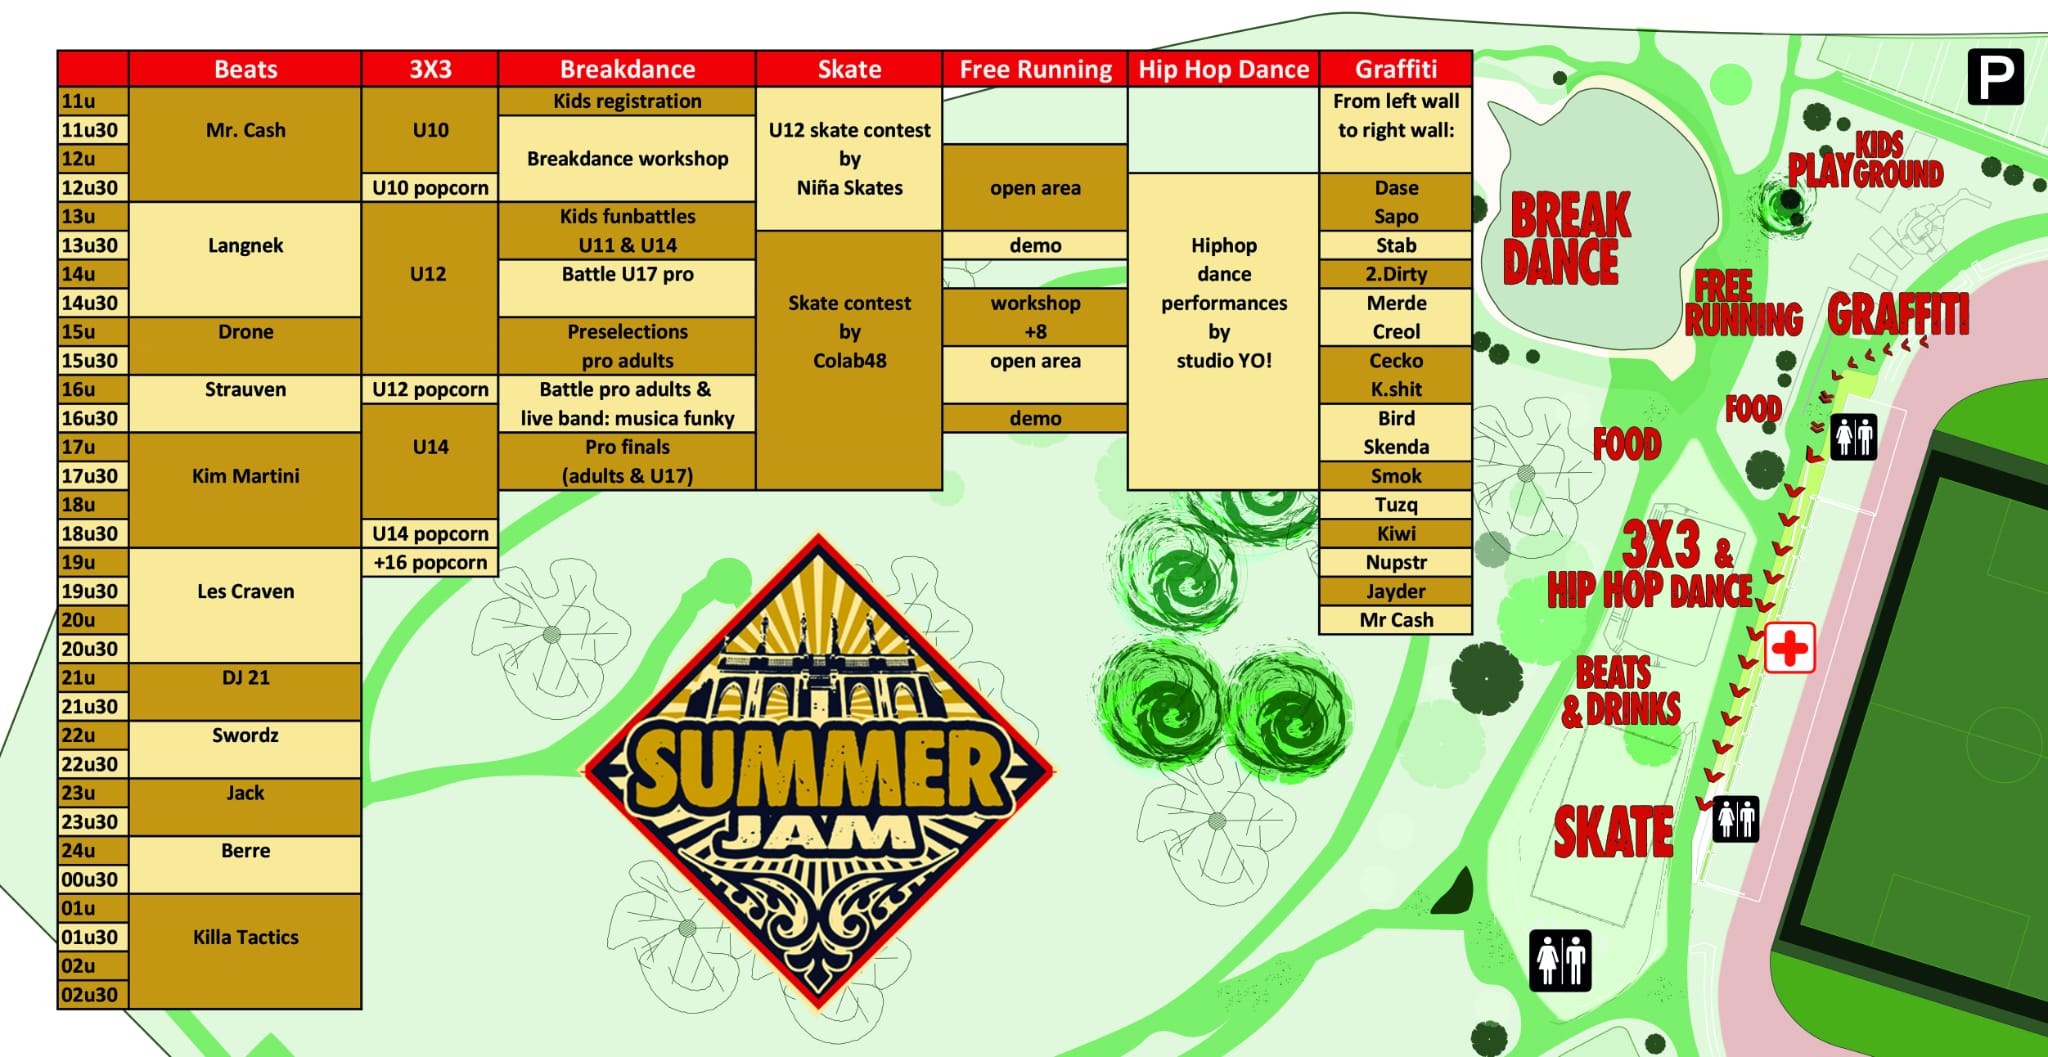 Beats 3X3 Breakdance Skate Free Running Hip Hop Dance Graffiti
11u Kids registration From left wall
11u30 Mr. Cash U10 U12 skate contest to right wall:
12u Breakdance workshop by
12u30 U10 popcorn Niña Skates open area Dase
13u Kids funbattles Sapo
13u30 Langnek U11 & U14 demo Hiphop Stab
14u U12 Battle U17 pro dance 2.Dirty
14u30 Skate contest workshop performances Merde
15u Drone Preselections by +8 by Creol
15u30 pro adults Colab48 open area studio YO! Cecko
16u Strauven U12 popcorn Battle pro adults & K.shit
16u30 live band: musica funky demo Bird
17u U14 Pro finals Skenda
17u30 Kim Martini (adults & U17) Smok
18u Tuzq
18u30 U14 popcorn Kiwi
19u +16 popcorn Nupstr
19u30 Les Craven Jayder
20u Mr Cash
20u30
21u DJ 21
21u30
22u Swordz
22u30
23u Jack
23u30
24u Berre
00u30
01u
01u30 Killa Tactics
02u
02u30
SUMMER
JAM
P
KIDS
PLAYGROUND
BREAK
DANCE
FREE
RUNNING
GRAFFITI
FOOD
FOOD
3X3 &
HIP HOP DANCE
BEATS
& DRINKS
SKATE